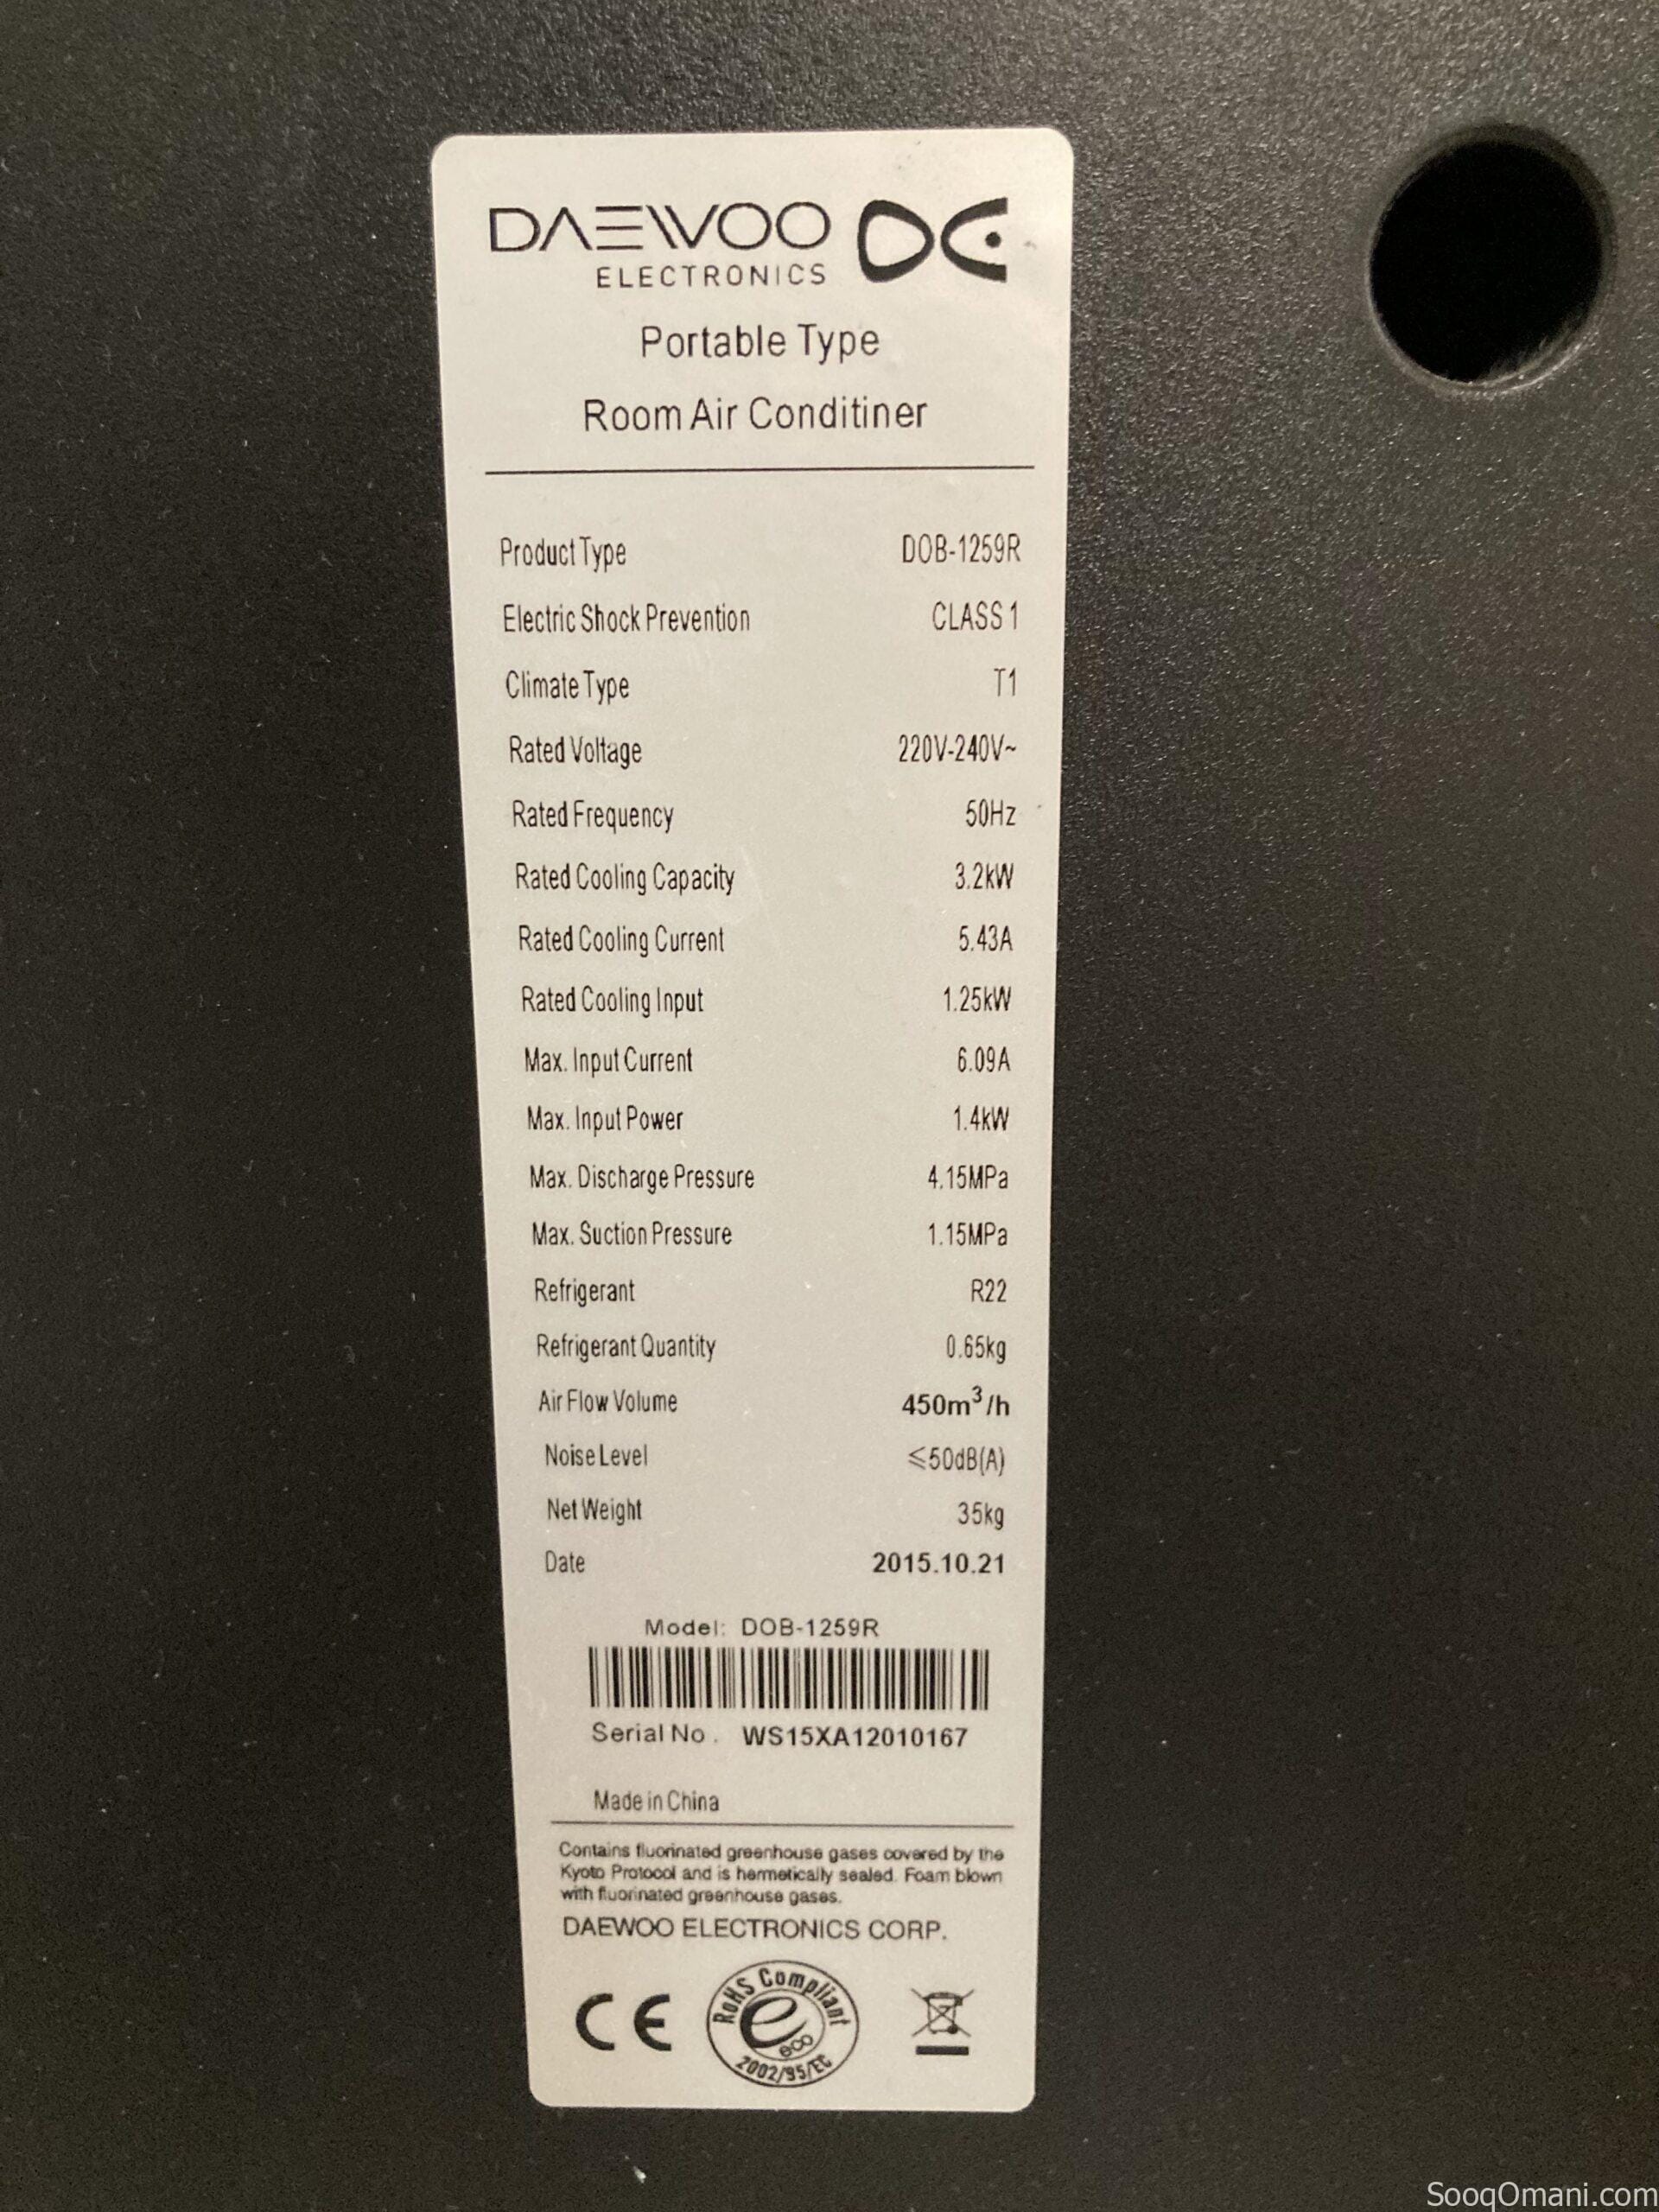 DAEWOO
ELECTRONICS
Portable Type
Room Air Conditiner
Product Type DOB-1259R
Electric Shock Prevention CLASS 1
Climate Type T1
Rated Voltage 220V-240V~
Rated Frequency 50Hz
Rated Cooling Capacity 3.2kW
Rated Cooling Current 5.43A
Rated Cooling Input 1.25kW
Max. Input Current 6.09A
Max. Input Power 1.4kW
Max. Discharge Pressure 4.15MPa
Max. Suction Pressure 1.15MPa
Refrigerant R22
Refrigerant Quantity 0.65kg
Air Flow Volume 450m³/h
Noise Level ≤50dB(A)
Net Weight 35kg
Date 2015.10.21
Model: DOB-1259R
Serial No. WS15XA12010167
Made in China
Contains fluorinated greenhouse gases covered by the
Kyoto Protocol and is hermetically sealed. Foam blown
with fluorinated greenhouse gases.
DAEWOO ELECTRONICS CORP.
CE
RoHS Compliant
e
eco
2002/95/EC
SooqOmani.com